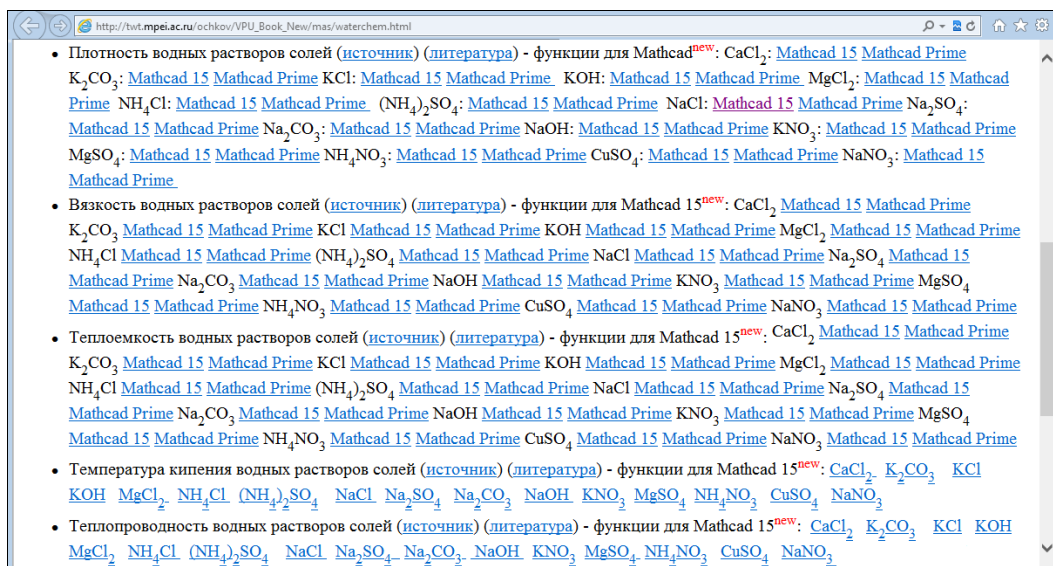 http://twt.mpei.ac.ru/ochkov/VPU_Book_New/mas/waterchem.html
• Плотность водных растворов солей (источник) (литература) - функции для Mathcadnew: CaCl2: Mathcad 15 Mathcad Prime
K2CO3: Mathcad 15 Mathcad Prime KCl: Mathcad 15 Mathcad Prime KOH: Mathcad 15 Mathcad Prime MgCl2: Mathcad 15 Mathcad
Prime NH4Cl: Mathcad 15 Mathcad Prime (NH4)2SO4: Mathcad 15 Mathcad Prime NaCl: Mathcad 15 Mathcad Prime Na2SO4:
Mathcad 15 Mathcad Prime Na2CO3: Mathcad 15 Mathcad Prime NaOH: Mathcad 15 Mathcad Prime KNO3: Mathcad 15 Mathcad Prime
MgSO4: Mathcad 15 Mathcad Prime NH4NO3: Mathcad 15 Mathcad Prime CuSO4: Mathcad 15 Mathcad Prime NaNO3: Mathcad 15
Mathcad Prime
• Вязкость водных растворов солей (источник) (литература) - функции для Mathcad 15new: CaCl2 Mathcad 15 Mathcad Prime
K2CO3 Mathcad 15 Mathcad Prime KCl Mathcad 15 Mathcad Prime KOH Mathcad 15 Mathcad Prime MgCl2 Mathcad 15 Mathcad Prime
NH4Cl Mathcad 15 Mathcad Prime (NH4)2SO4 Mathcad 15 Mathcad Prime NaCl Mathcad 15 Mathcad Prime Na2SO4 Mathcad 15
Mathcad Prime Na2CO3 Mathcad 15 Mathcad Prime NaOH Mathcad 15 Mathcad Prime KNO3 Mathcad 15 Mathcad Prime MgSO4
Mathcad 15 Mathcad Prime NH4NO3 Mathcad 15 Mathcad Prime CuSO4 Mathcad 15 Mathcad Prime NaNO3 Mathcad 15 Mathcad Prime
• Теплоемкость водных растворов солей (источник) (литература) - функции для Mathcad 15new: CaCl2 Mathcad 15 Mathcad Prime
K2CO3 Mathcad 15 Mathcad Prime KCl Mathcad 15 Mathcad Prime KOH Mathcad 15 Mathcad Prime MgCl2 Mathcad 15 Mathcad Prime
NH4Cl Mathcad 15 Mathcad Prime (NH4)2SO4 Mathcad 15 Mathcad Prime NaCl Mathcad 15 Mathcad Prime Na2SO4 Mathcad 15
Mathcad Prime Na2CO3 Mathcad 15 Mathcad Prime NaOH Mathcad 15 Mathcad Prime KNO3 Mathcad 15 Mathcad Prime MgSO4
Mathcad 15 Mathcad Prime NH4NO3 Mathcad 15 Mathcad Prime CuSO4 Mathcad 15 Mathcad Prime NaNO3 Mathcad 15 Mathcad Prime
• Температура кипения водных растворов солей (источник) (литература) - функции для Mathcad 15new: CaCl2 K2CO3 KCl
KOH MgCl2 NH4Cl (NH4)2SO4 NaCl Na2SO4 Na2CO3 NaOH KNO3 MgSO4 NH4NO3 CuSO4 NaNO3
• Теплопроводность водных растворов солей (источник) (литература) - функции для Mathcad 15new: CaCl2 K2CO3 KCl KOH
MgCl2 NH4Cl (NH4)2SO4 NaCl Na2SO4 Na2CO3 NaOH KNO3 MgSO4 NH4NO3 CuSO4 NaNO3